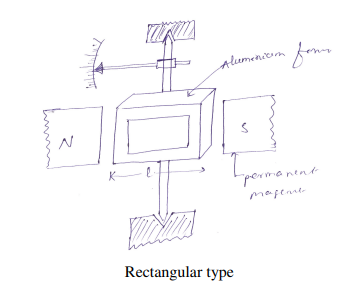 Aluminium form
N
S
K
l
permanent
magnet
Rectangular type